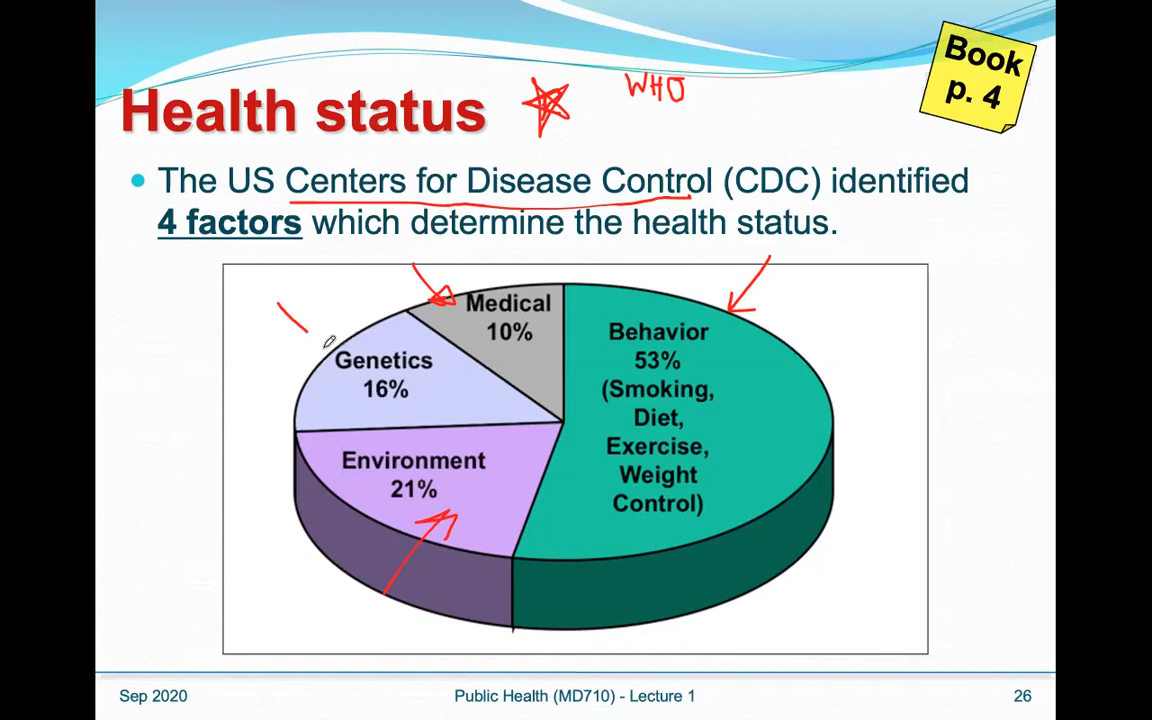 Book
p. 4
WHO
Health status
• The US Centers for Disease Control (CDC) identified
4 factors which determine the health status.
Medical
10%
Behavior
53%
(Smoking,
Diet,
Exercise,
Weight
Control)
Genetics
16%
Environment
21%
Sep 2020
Public Health (MD710) - Lecture 1
26